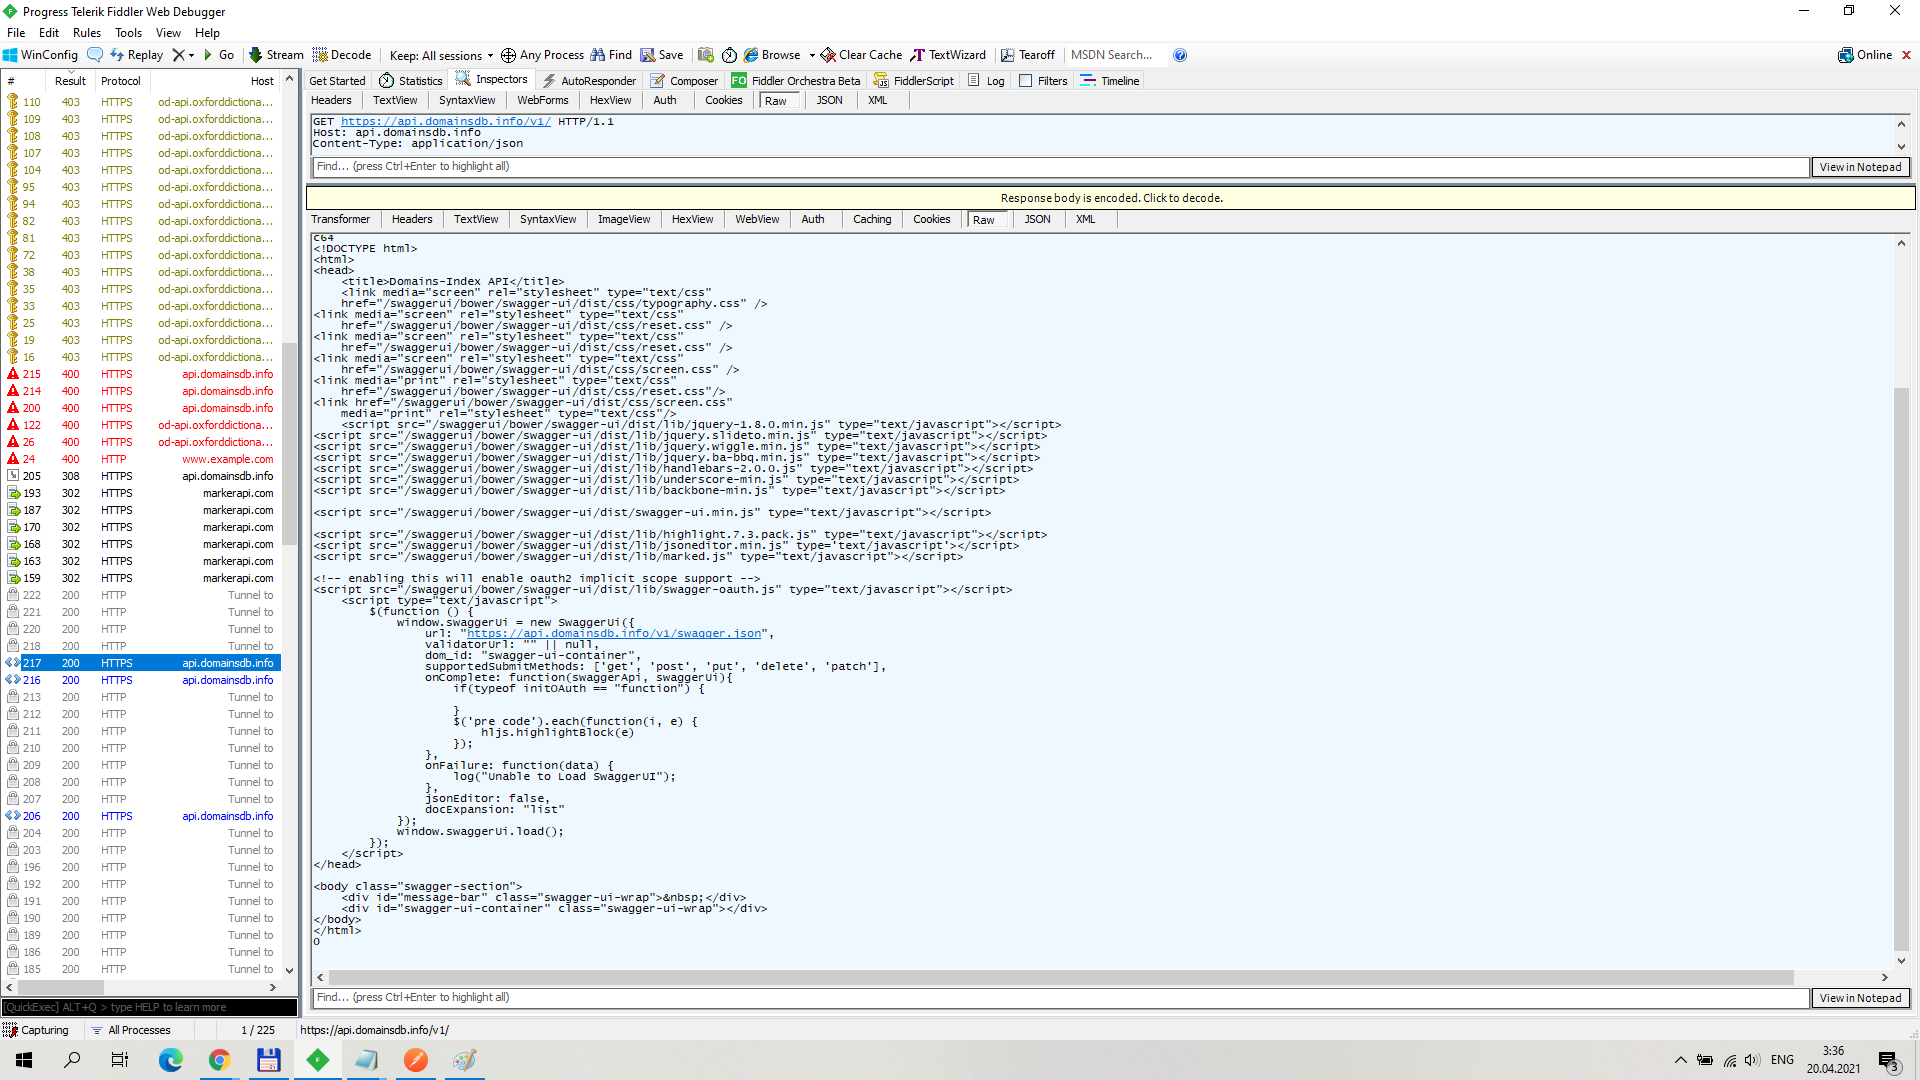 Progress Telerik Fiddler Web Debugger
File Edit Rules Tools View Help
WinConfig Replay Go Stream Decode Keep: All sessions Any Process Find Save Browse Clear Cache TextWizard Tearoff MSDN Search... Online
# Result Protocol Host
110 403 HTTPS od-api.oxforddictiona...
109 403 HTTPS od-api.oxforddictiona...
108 403 HTTPS od-api.oxforddictiona...
107 403 HTTPS od-api.oxforddictiona...
104 403 HTTPS od-api.oxforddictiona...
95 403 HTTPS od-api.oxforddictiona...
94 403 HTTPS od-api.oxforddictiona...
82 403 HTTPS od-api.oxforddictiona...
81 403 HTTPS od-api.oxforddictiona...
72 403 HTTPS od-api.oxforddictiona...
38 403 HTTPS od-api.oxforddictiona...
35 403 HTTPS od-api.oxforddictiona...
33 403 HTTPS od-api.oxforddictiona...
25 403 HTTPS od-api.oxforddictiona...
19 403 HTTPS od-api.oxforddictiona...
16 403 HTTPS od-api.oxforddictiona...
215 400 HTTPS api.domainsdb.info
214 400 HTTPS api.domainsdb.info
200 400 HTTPS api.domainsdb.info
122 400 HTTPS od-api.oxforddictiona...
26 400 HTTPS od-api.oxforddictiona...
24 400 HTTP www.example.com
205 308 HTTPS api.domainsdb.info
193 302 HTTPS markerapi.com
187 302 HTTPS markerapi.com
170 302 HTTPS markerapi.com
168 302 HTTPS markerapi.com
163 302 HTTPS markerapi.com
159 302 HTTPS markerapi.com
222 200 HTTP Tunnel to
221 200 HTTP Tunnel to
220 200 HTTP Tunnel to
218 200 HTTP Tunnel to
217 200 HTTPS api.domainsdb.info
216 200 HTTPS api.domainsdb.info
213 200 HTTP Tunnel to
212 200 HTTP Tunnel to
211 200 HTTP Tunnel to
210 200 HTTP Tunnel to
209 200 HTTP Tunnel to
208 200 HTTP Tunnel to
207 200 HTTP Tunnel to
206 200 HTTPS api.domainsdb.info
204 200 HTTP Tunnel to
203 200 HTTP Tunnel to
196 200 HTTP Tunnel to
192 200 HTTP Tunnel to
191 200 HTTP Tunnel to
190 200 HTTP Tunnel to
189 200 HTTP Tunnel to
186 200 HTTP Tunnel to
185 200 HTTP Tunnel to
[QuickExec] ALT+Q > type HELP to learn more
Get Started Statistics Inspectors AutoResponder Composer FO Fiddler Orchestra Beta FiddlerScript Log Filters Timeline
Headers TextView SyntaxView WebForms HexView Auth Cookies Raw JSON XML
GET https://api.domainsdb.info/v1/ HTTP/1.1
Host: api.domainsdb.info
Content-Type: application/json
Find... (press Ctrl+Enter to highlight all) View in Notepad
Response body is encoded. Click to decode.
Transformer Headers TextView SyntaxView ImageView HexView WebView Auth Caching Cookies Raw JSON XML
C64
<!DOCTYPE html>
<html>
<head>
    <title>Domains-Index API</title>
    <link media="screen" rel="stylesheet" type="text/css"
    href="/swaggerui/bower/swagger-ui/dist/css/typography.css" />
<link media="screen" rel="stylesheet" type="text/css"
    href="/swaggerui/bower/swagger-ui/dist/css/reset.css" />
<link media="screen" rel="stylesheet" type="text/css"
    href="/swaggerui/bower/swagger-ui/dist/css/reset.css" />
<link media="screen" rel="stylesheet" type="text/css"
    href="/swaggerui/bower/swagger-ui/dist/css/screen.css" />
<link media="print" rel="stylesheet" type="text/css"
    href="/swaggerui/bower/swagger-ui/dist/css/reset.css"/>
<link href="/swaggerui/bower/swagger-ui/dist/css/screen.css"
    media="print" rel="stylesheet" type="text/css"/>
    <script src="/swaggerui/bower/swagger-ui/dist/lib/jquery-1.8.0.min.js" type="text/javascript"></script>
<script src="/swaggerui/bower/swagger-ui/dist/lib/jquery.slideto.min.js" type="text/javascript"></script>
<script src="/swaggerui/bower/swagger-ui/dist/lib/jquery.wiggle.min.js" type="text/javascript"></script>
<script src="/swaggerui/bower/swagger-ui/dist/lib/jquery.ba-bbq.min.js" type="text/javascript"></script>
<script src="/swaggerui/bower/swagger-ui/dist/lib/handlebars-2.0.0.js" type="text/javascript"></script>
<script src="/swaggerui/bower/swagger-ui/dist/lib/underscore-min.js" type="text/javascript"></script>
<script src="/swaggerui/bower/swagger-ui/dist/lib/backbone-min.js" type="text/javascript"></script>
<script src="/swaggerui/bower/swagger-ui/dist/swagger-ui.min.js" type="text/javascript"></script>
<script src="/swaggerui/bower/swagger-ui/dist/lib/highlight.7.3.pack.js" type="text/javascript"></script>
<script src="/swaggerui/bower/swagger-ui/dist/lib/jsoneditor.min.js" type='text/javascript'></script>
<script src="/swaggerui/bower/swagger-ui/dist/lib/marked.js" type="text/javascript"></script>
<!-- enabling this will enable oauth2 implicit scope support -->
<script src="/swaggerui/bower/swagger-ui/dist/lib/swagger-oauth.js" type="text/javascript"></script>
    <script type="text/javascript">
        $(function () {
            window.swaggerUi = new SwaggerUi({
                url: "https://api.domainsdb.info/v1/swagger.json",
                validatorUrl: "" || null,
                dom_id: "swagger-ui-container",
                supportedSubmitMethods: ['get', 'post', 'put', 'delete', 'patch'],
                onComplete: function(swaggerApi, swaggerUi){
                    if(typeof initOAuth == "function") {
                    }
                    $('pre code').each(function(i, e) {
                        hljs.highlightBlock(e)
                    });
                },
                onFailure: function(data) {
                    log("Unable to Load SwaggerUI");
                },
                jsonEditor: false,
                docExpansion: "list"
            });
            window.swaggerUi.load();
        });
    </script>
</head>
<body class="swagger-section">
    <div id="message-bar" class="swagger-ui-wrap">&nbsp;</div>
    <div id="swagger-ui-container" class="swagger-ui-wrap"></div>
</body>
</html>
0
Find... (press Ctrl+Enter to highlight all) View in Notepad
Capturing All Processes 1 / 225 https://api.domainsdb.info/v1/
ENG 3:36
20.04.2021 3